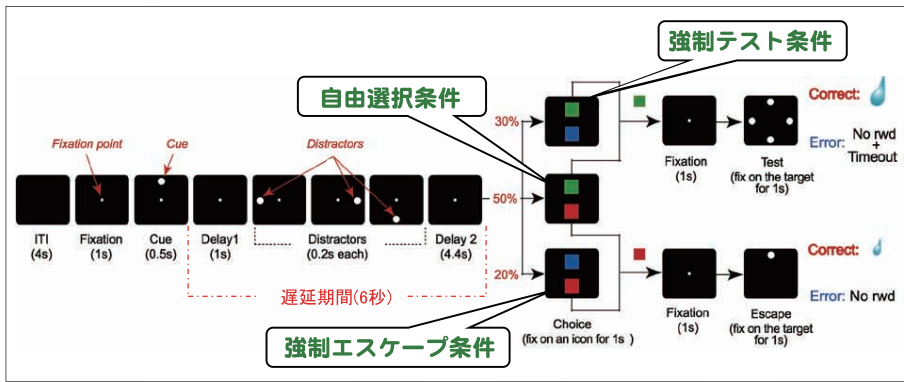 強制テスト条件
自由選択条件
Correct:
30%
Error: No rwd
+
Timeout
Fixation point
Cue
Distractors
Fixation
(1s)
Test
(fix on the target
for 1s)
50%
ITI
(4s)
Fixation
(1s)
Cue
(0.5s)
Delay1
(1s)
Distractors
(0.2s each)
Delay 2
(4.4s)
20%
Correct:
遅延期間(6秒)
Error: No rwd
Choice
(fix on an icon for 1s )
Fixation
(1s)
Escape
(fix on the target
for 1s)
強制エスケープ条件